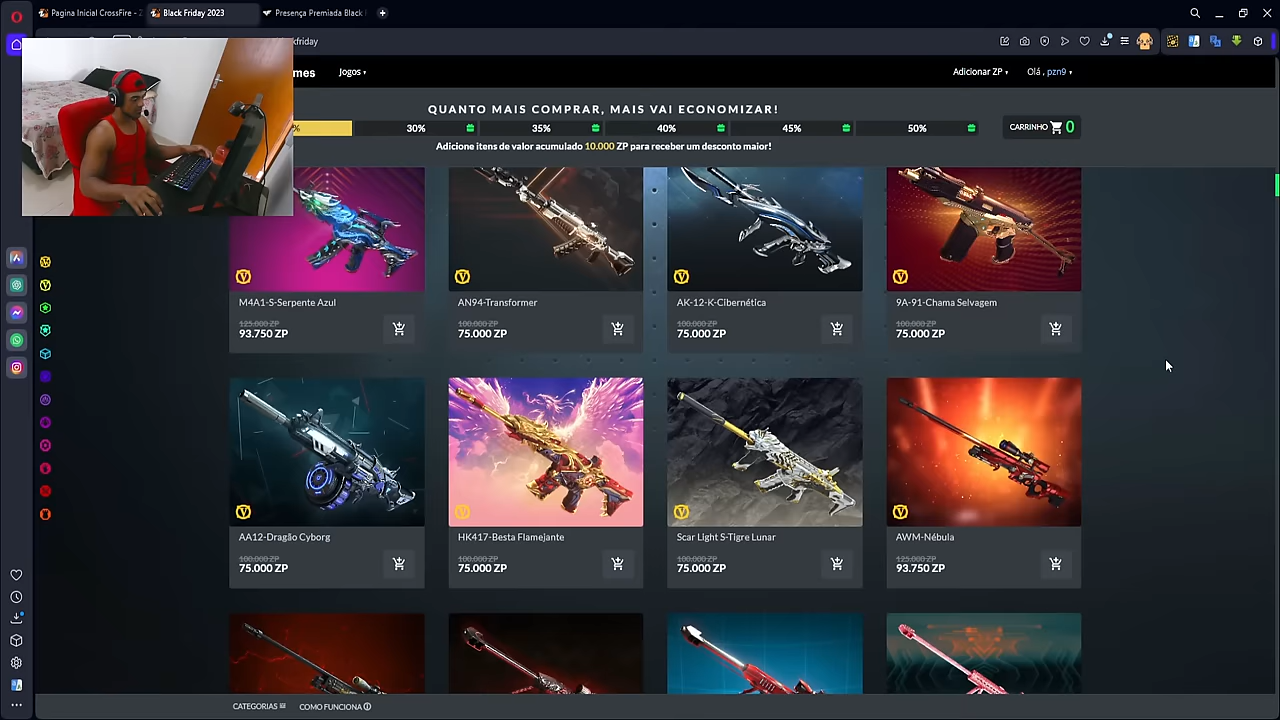 Pagina Inicial CrossFire - Z
Black Friday 2023
Presença Premiada Black
kfriday
mes
Jogos
Adicionar ZP
Olá , pzn9
QUANTO MAIS COMPRAR, MAIS VAI ECONOMIZAR!
%
30%
35%
40%
45%
50%
CARRINHO 0
Adicione itens de valor acumulado 10.000 ZP para receber um desconto maior!
M4A1-S-Serpente Azul
125.000 ZP
93.750 ZP
AN94-Transformer
100.000 ZP
75.000 ZP
AK-12-K-Cibernética
100.000 ZP
75.000 ZP
9A-91-Chama Selvagem
100.000 ZP
75.000 ZP
AA12-Dragão Cyborg
100.000 ZP
75.000 ZP
HK417-Besta Flamejante
100.000 ZP
75.000 ZP
Scar Light S-Tigre Lunar
100.000 ZP
75.000 ZP
AWM-Nébula
125.000 ZP
93.750 ZP
CATEGORIAS
COMO FUNCIONA